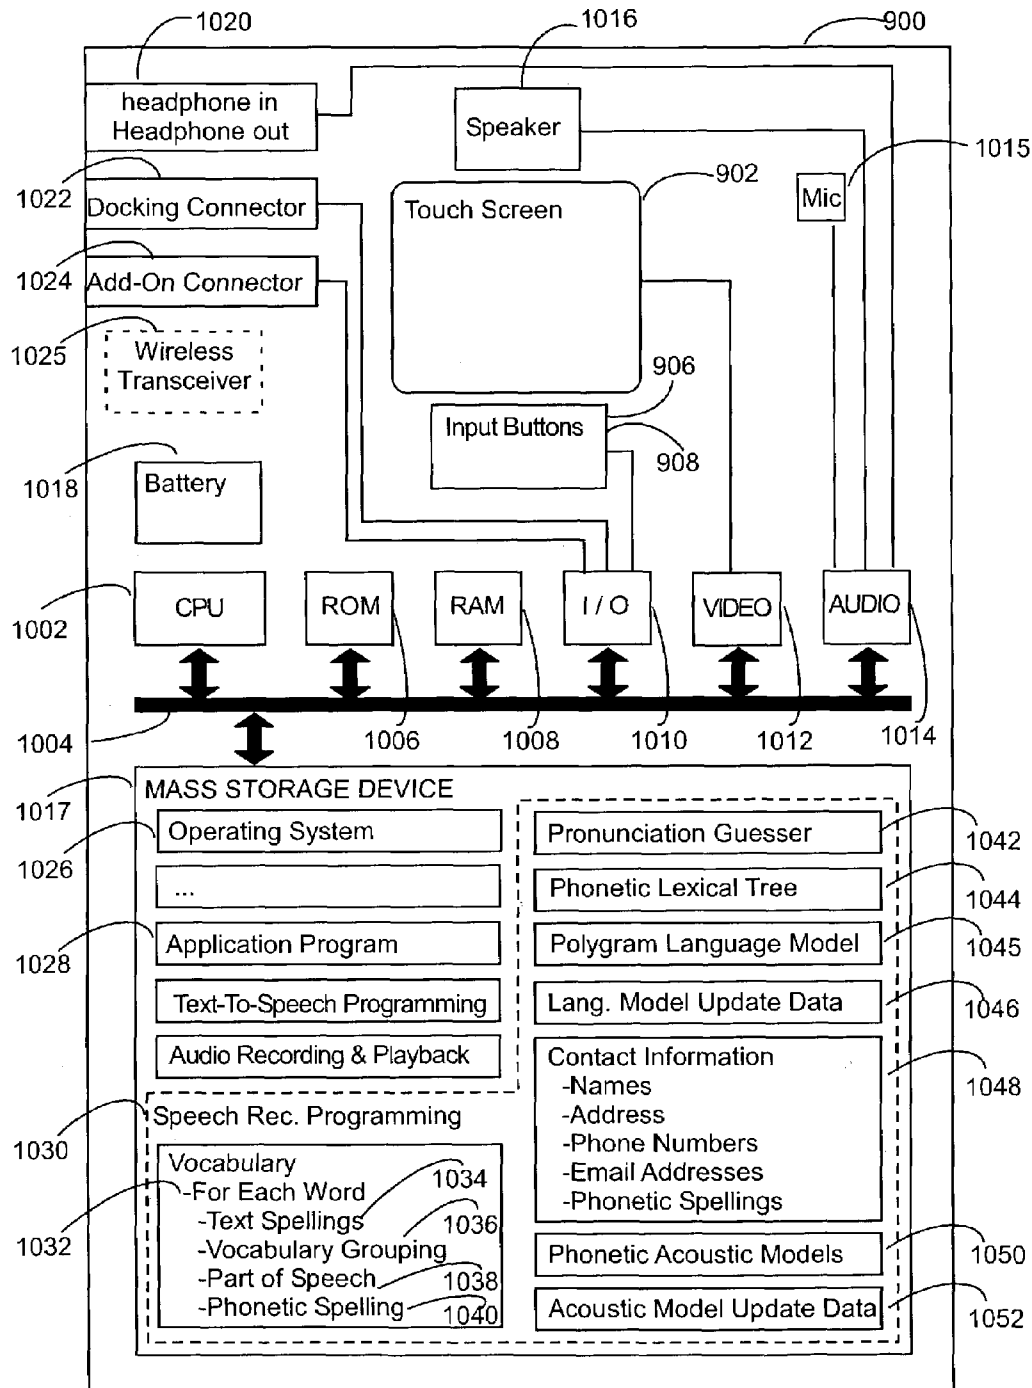 1020
1016
900
headphone in
Headphone out
Speaker
1015
1022
902
Mic
Docking Connector
Touch Screen
1024
Add-On Connector
1025
Wireless
Transceiver
906
Input Buttons
908
1018
Battery
1002
CPU
ROM
RAM
I / O
VIDEO
AUDIO
1004
1006
1008
1010
1012
1014
1017
MASS STORAGE DEVICE
Operating System
1026
...
Application Program
1028
Text-To-Speech Programming
Audio Recording & Playback
1030
Speech Rec. Programming
Vocabulary
-For Each Word
1034
1032
-Text Spellings
1036
-Vocabulary Grouping
-Part of Speech
1038
-Phonetic Spelling
1040
Pronunciation Guesser
1042
Phonetic Lexical Tree
1044
Polygram Language Model
1045
Lang. Model Update Data
1046
Contact Information
-Names
1048
-Address
-Phone Numbers
-Email Addresses
-Phonetic Spellings
Phonetic Acoustic Models
1050
Acoustic Model Update Data
1052